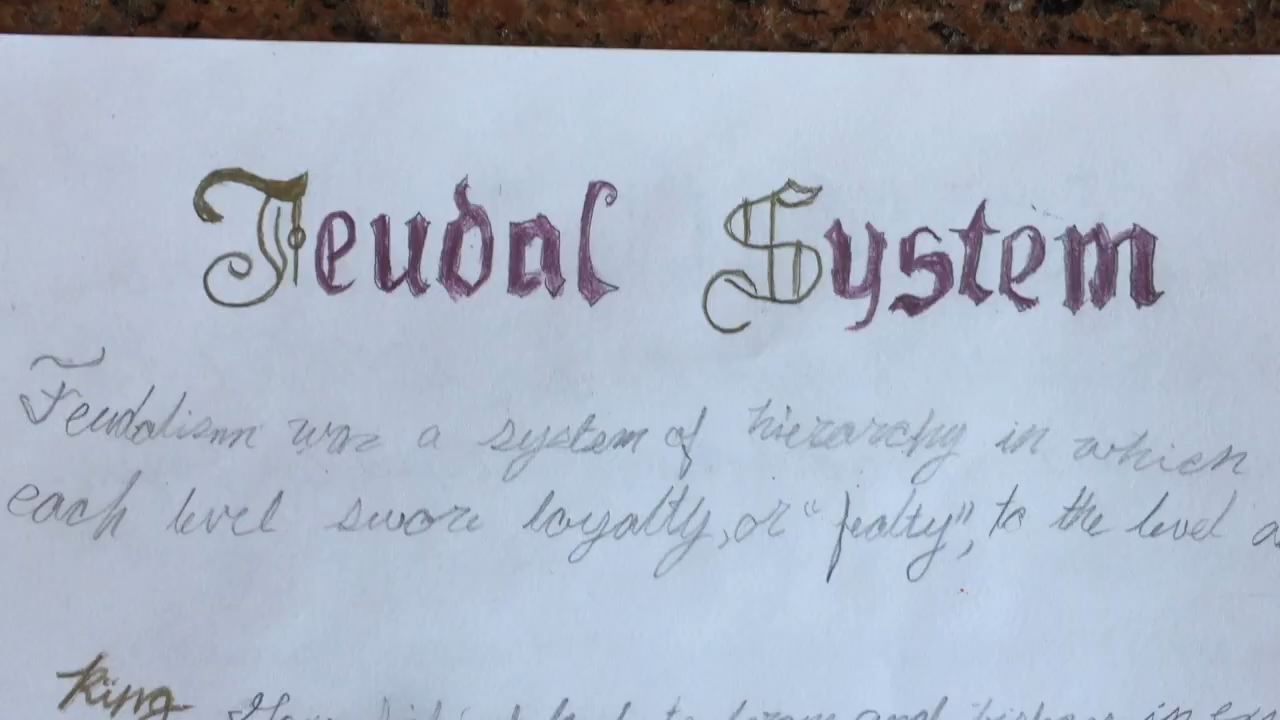 Feudal System
Feudalism was a system of hierarchy in which
each level swore loyalty, or "fealty", to the level
King